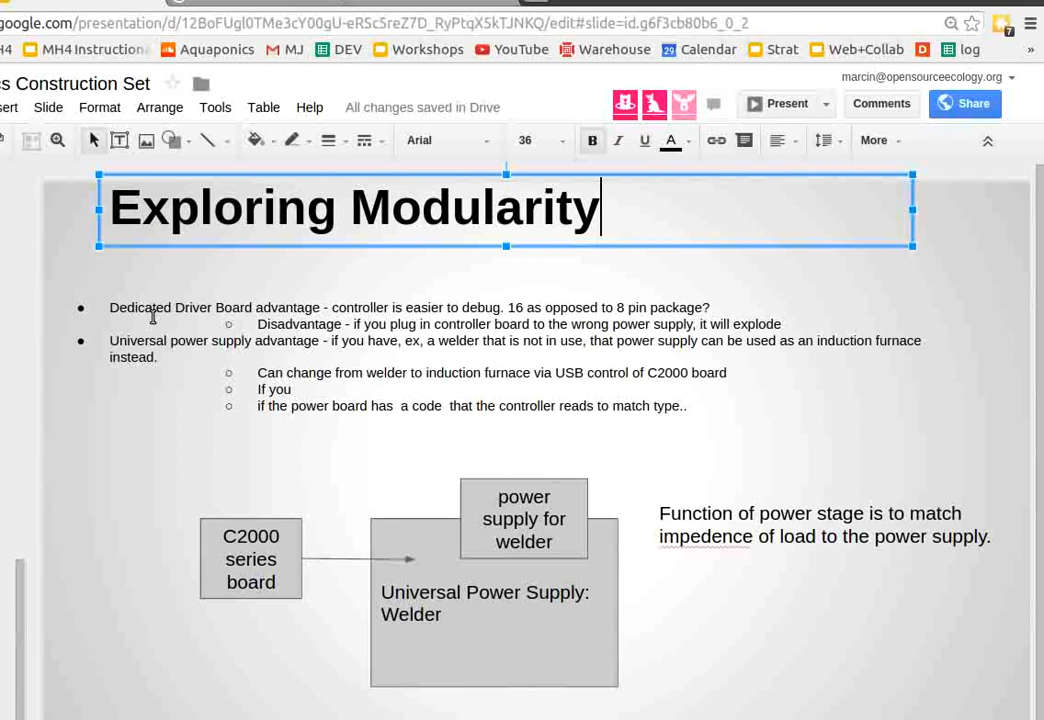 google.com/presentation/d/12BoFUgl0TMe3cY00gU-eRSc5reZ7D_RyPtqX5kTJNKQ/edit#slide=id.g6f3cb80b6_0_2
H4 MH4 Instruction Aquaponics MJ DEV Workshops YouTube Warehouse Calendar Strat Web+Collab log
cs Construction Set
marcin@opensourceecology.org
sert Slide Format Arrange Tools Table Help All changes saved in Drive
Present Comments Share
Arial 36 B I U A More
Exploring Modularity
● Dedicated Driver Board advantage - controller is easier to debug. 16 as opposed to 8 pin package?
○ Disadvantage - if you plug in controller board to the wrong power supply, it will explode
● Universal power supply advantage - if you have, ex, a welder that is not in use, that power supply can be used as an induction furnace
instead.
○ Can change from welder to induction furnace via USB control of C2000 board
○ If you
○ if the power board has a code that the controller reads to match type..
power
supply for
welder
C2000
series
board
Universal Power Supply:
Welder
Function of power stage is to match
impedence of load to the power supply.